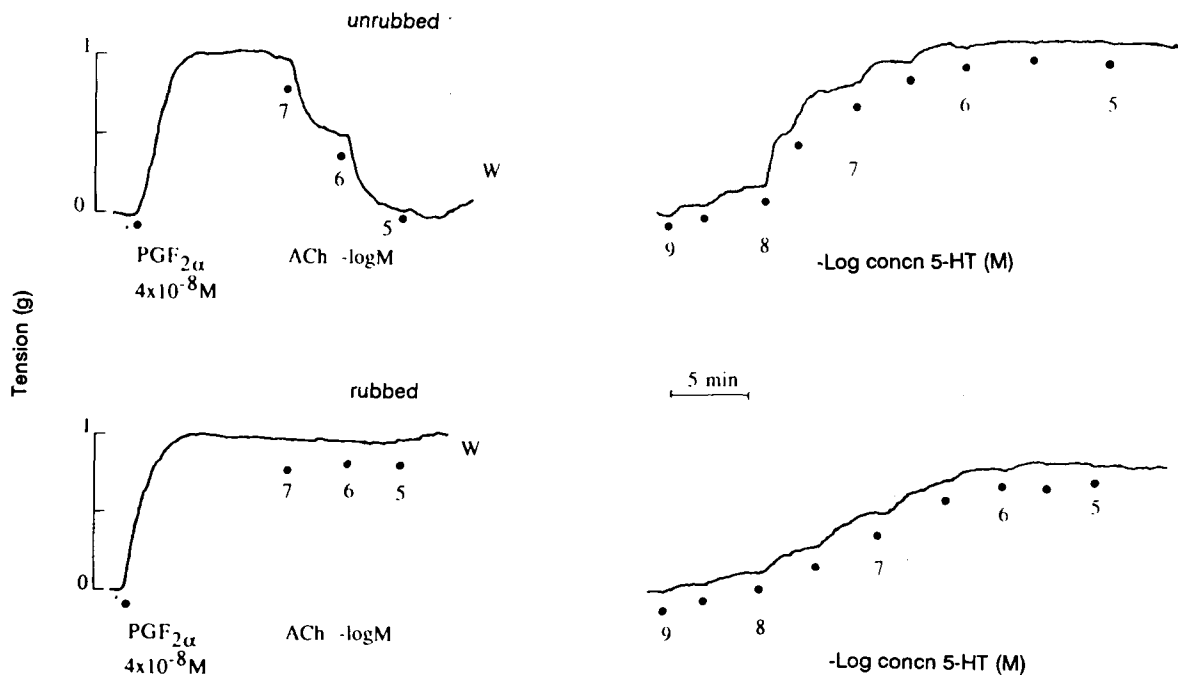 unrubbed
1
0
7
6
5
W
PGF2α
4x10-8M
ACh -logM
9
8
7
6
5
-Log concn 5-HT (M)
Tension (g)
rubbed
1
0
7
6
5
W
PGF2α
4x10-8M
ACh -logM
5 min
9
8
7
6
5
-Log concn 5-HT (M)